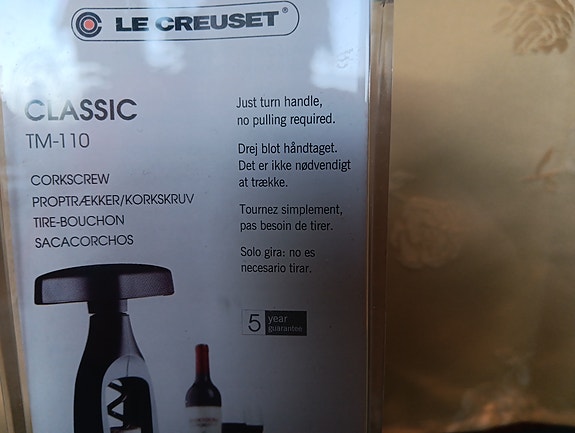 LE CREUSET®
CLASSIC
TM-110
CORKSCREW
PROPTRÆKKER/KORKSKRUV
TIRE-BOUCHON
SACACORCHOS
Just turn handle,
no pulling required.
Drej blot håndtaget.
Det er ikke nødvendigt
at trække.
Tournez simplement,
pas besoin de tirer.
Solo gira: no es
necesario tirar.
5 year
guarantee